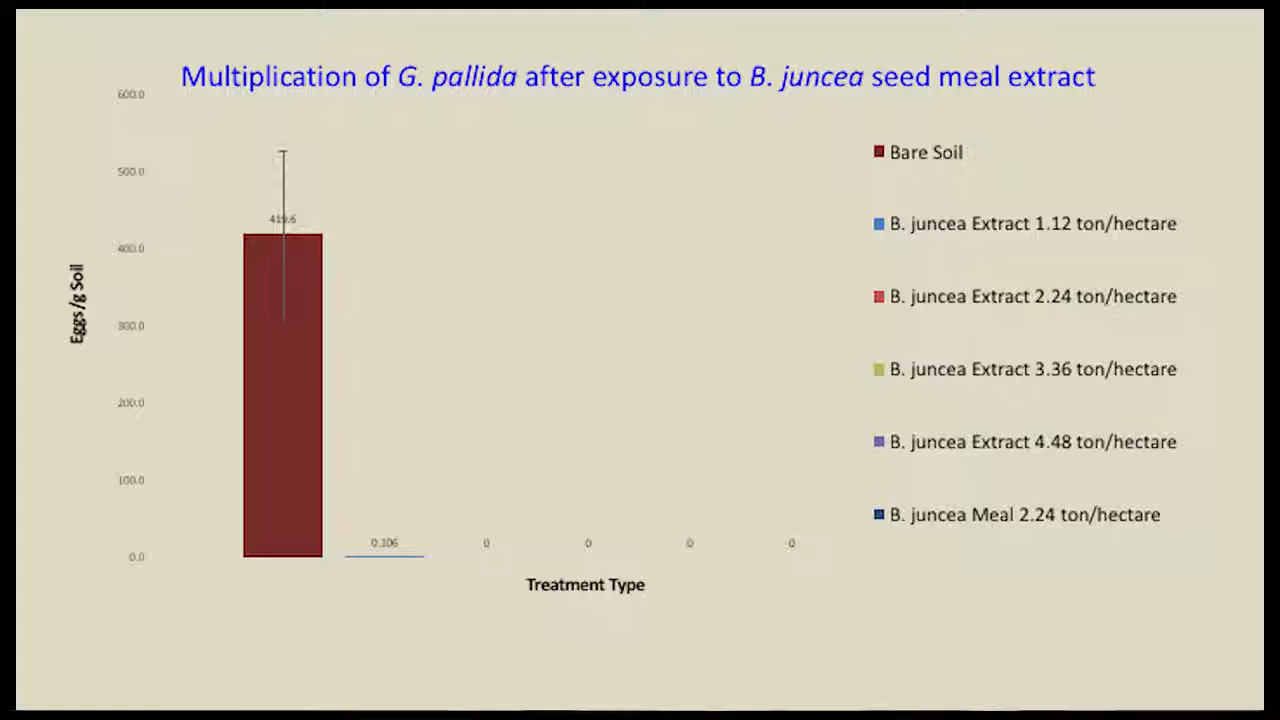 Multiplication of G. pallida after exposure to B. juncea seed meal extract
600.0
500.0
400.0
300.0
200.0
100.0
0.0
Eggs/g Soil
419.6
0.106
0
0
0
0
Treatment Type
Bare Soil
B. juncea Extract 1.12 ton/hectare
B. juncea Extract 2.24 ton/hectare
B. juncea Extract 3.36 ton/hectare
B. juncea Extract 4.48 ton/hectare
B. juncea Meal 2.24 ton/hectare